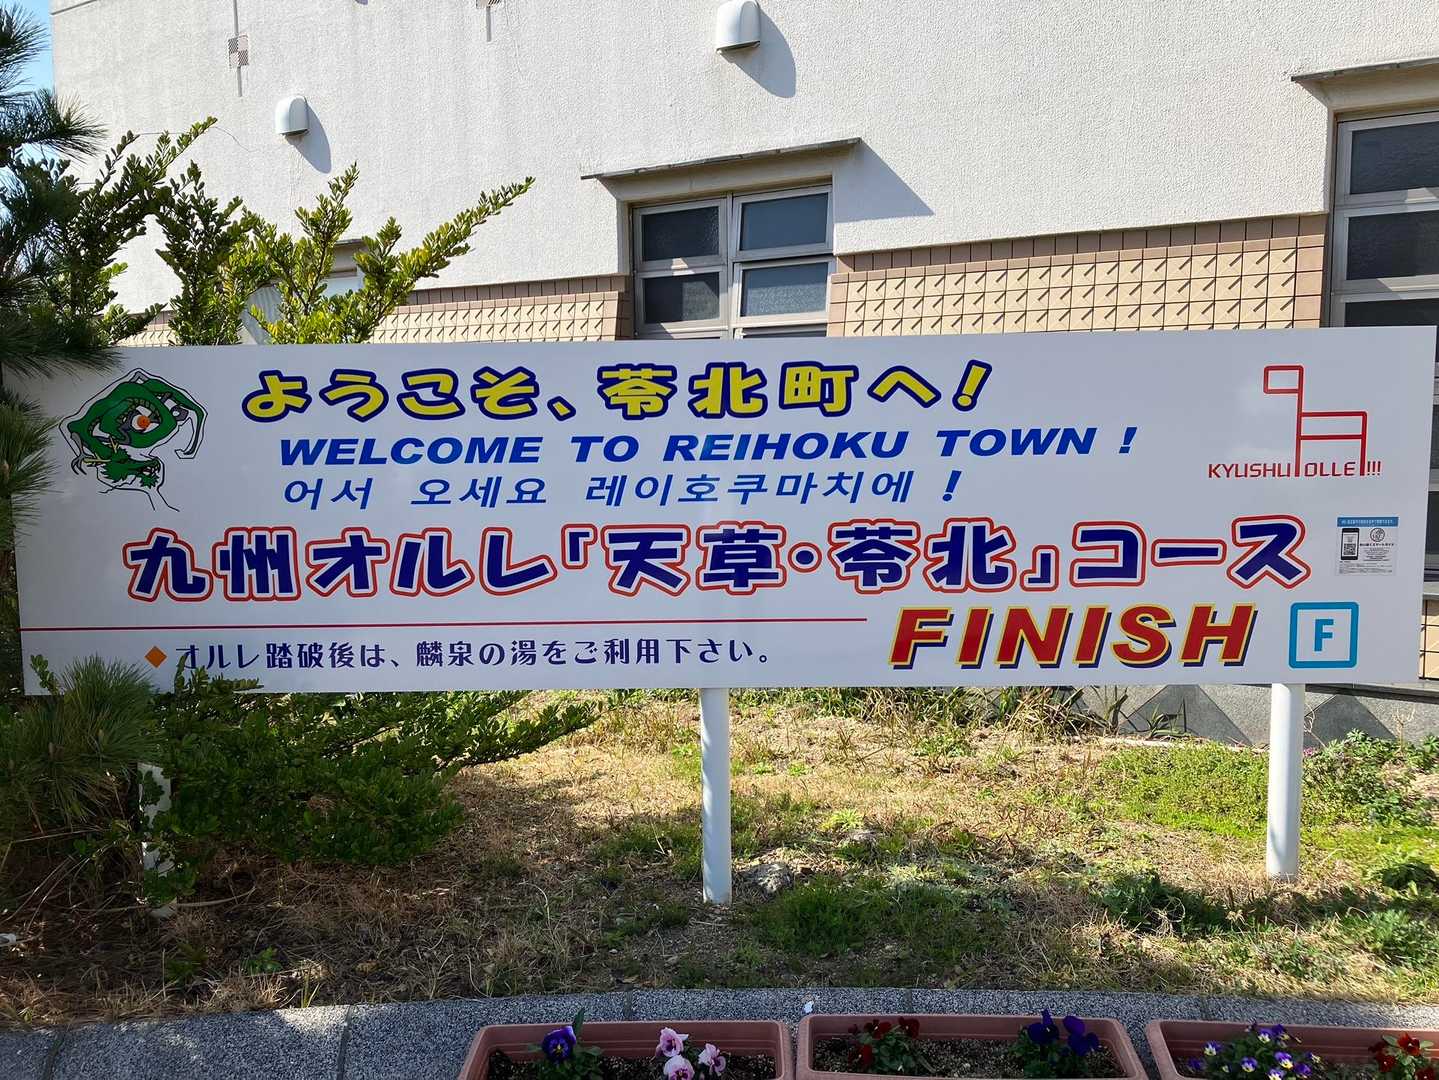 ようこそ、苓北町へ!
WELCOME TO REIHOKU TOWN !
어서 오세요 레이호쿠마치에 !
KYUSHU OLLE !!!
九州オルレ「天草・苓北」コース
FINISH F
◆オルレ踏破後は、麟泉の湯をご利用下さい。